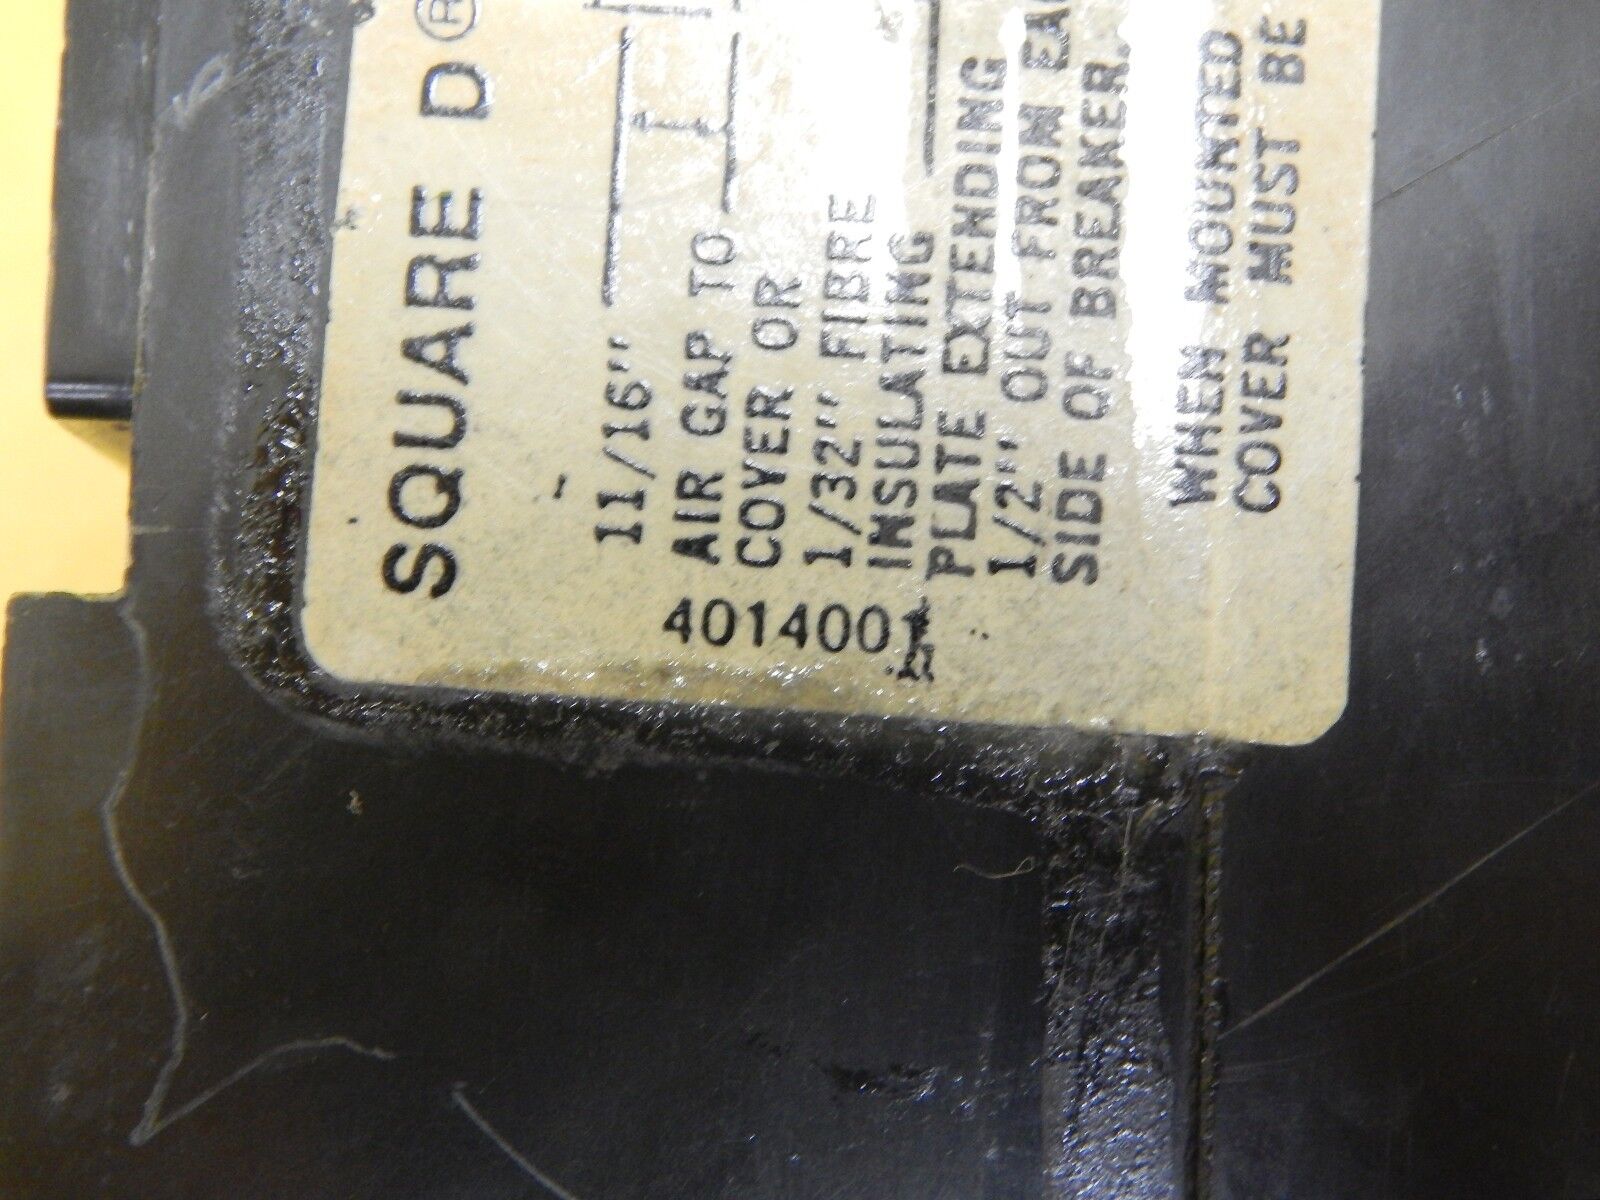 SQUARE D®
11/16"
AIR GAP TO
COVER OR
1/32" FIBRE
INSULATING
PLATE EXTENDING
1/2" OUT FROM
SIDE OF BREAKER.
WHEN MOUNTED
COVER MUST BE
401400